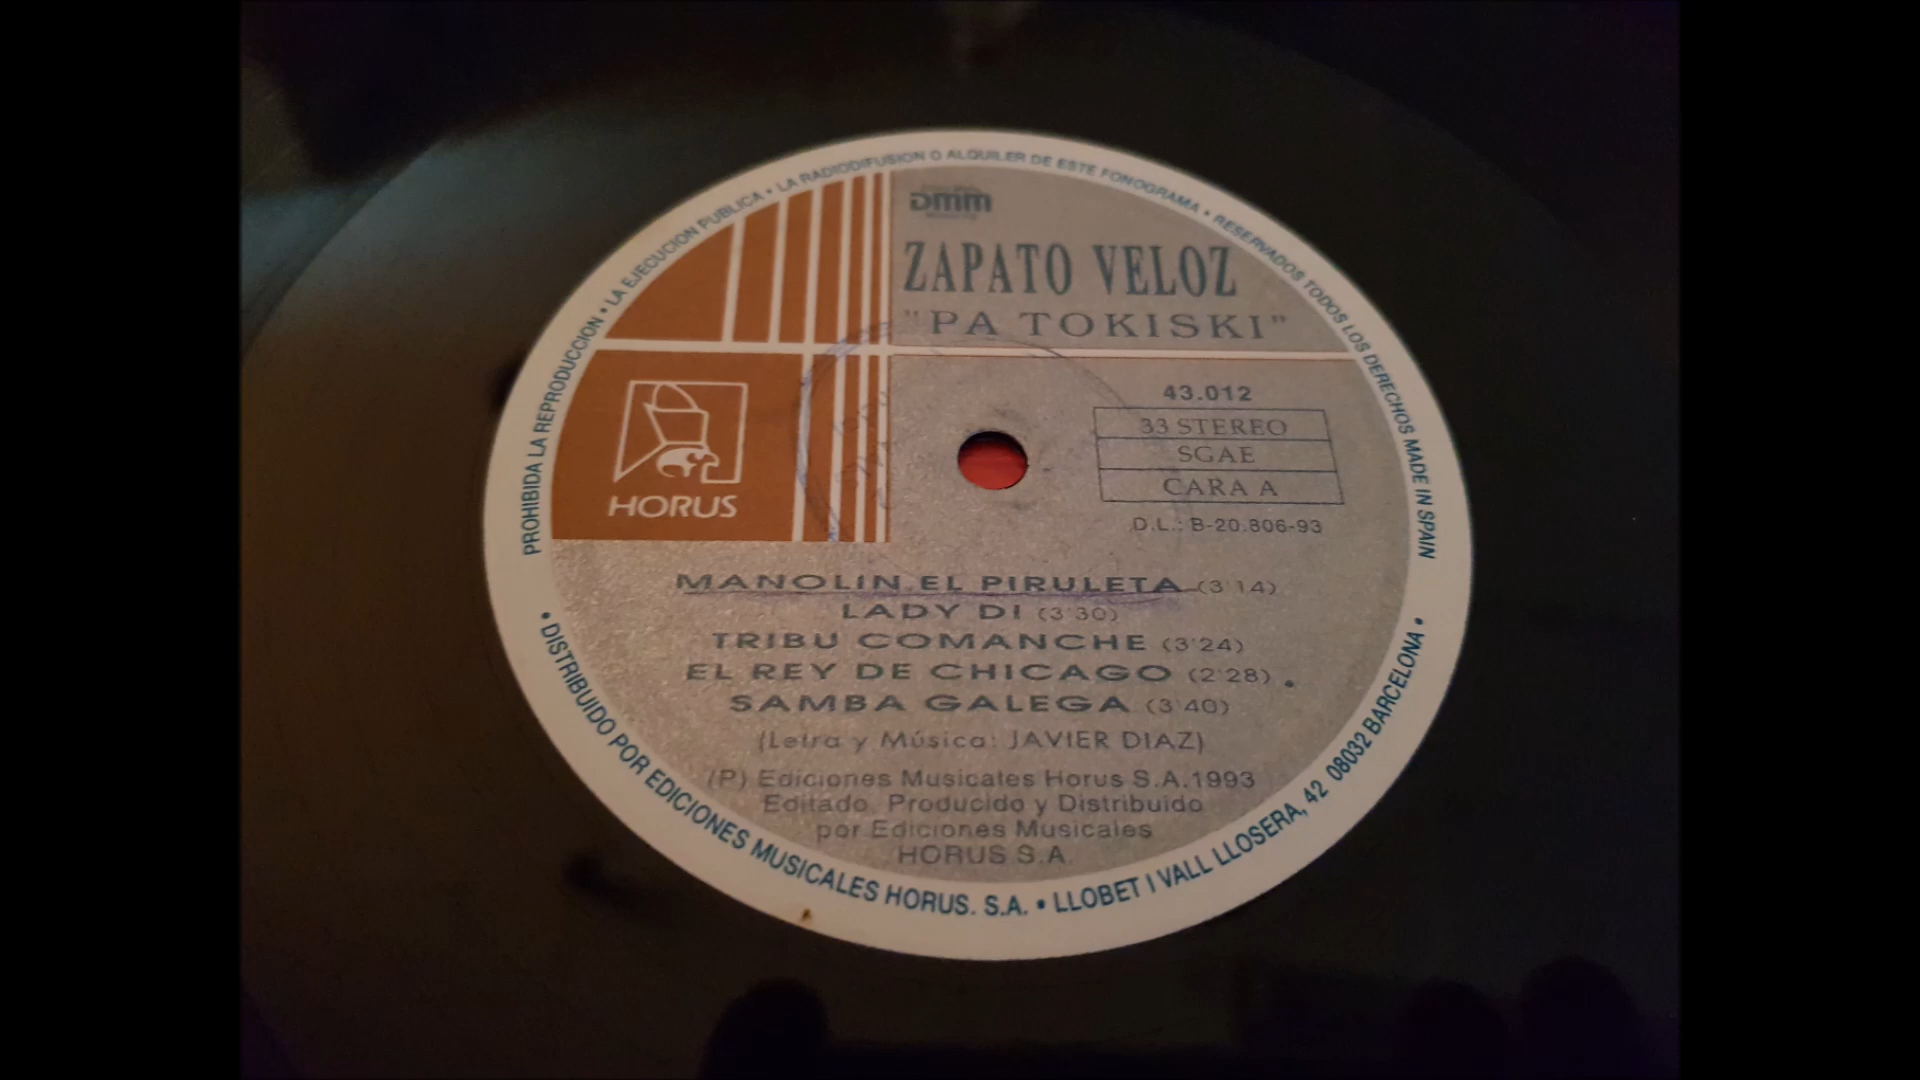 PROHIBIDA LA REPRODUCCION • LA EJECUCION PUBLICA • LA RADIODIFUSION O ALQUILER DE ESTE FONOGRAMA • RESERVADOS TODOS LOS DERECHOS MADE IN SPAIN
DMM
ZAPATO VELOZ
"PA TOKISKI"
HORUS
43.012
33 STEREO
SGAE
CARA A
D.L.: B-20.806-93
MANOLIN EL PIRULETA (3'14)
LADY DI (3'30)
TRIBU COMANCHE (3'24)
EL REY DE CHICAGO (2'28)
SAMBA GALEGA (3'40)
(Letra y Música: JAVIER DIAZ)
(P) Ediciones Musicales Horus S.A.1993
Editado, Producido y Distribuido
por Ediciones Musicales
HORUS S.A.
• DISTRIBUIDO POR EDICIONES MUSICALES HORUS. S.A. • LLOBET I VALL LLOSERA, 42 08032 BARCELONA •